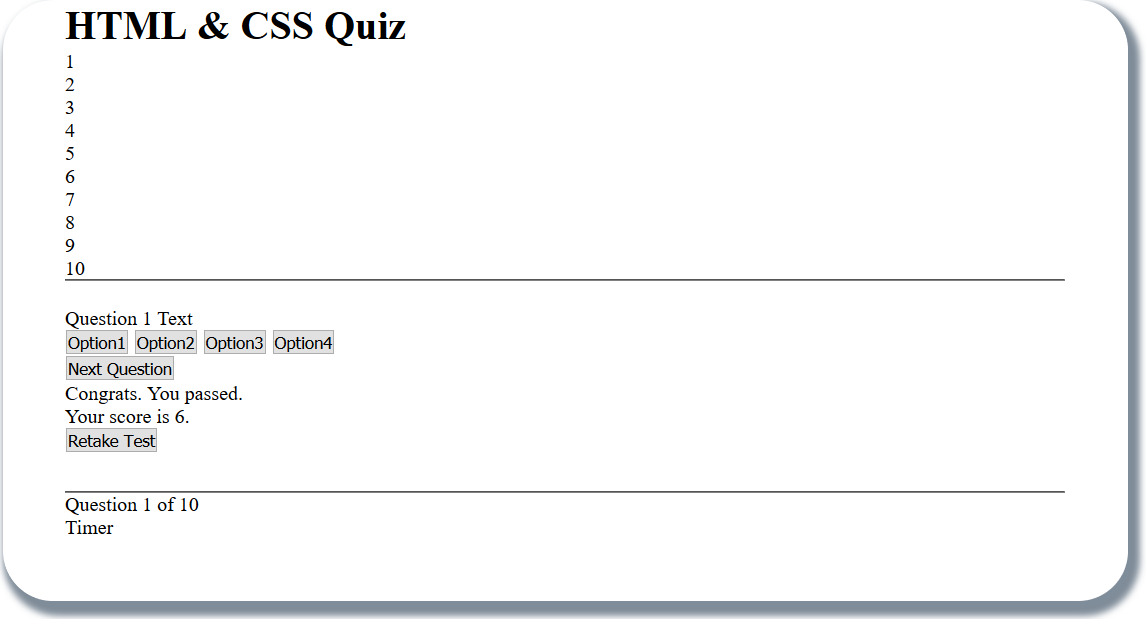 HTML & CSS Quiz
1
2
3
4
5
6
7
8
9
10
Question 1 Text
Option1 Option2 Option3 Option4
Next Question
Congrats. You passed.
Your score is 6.
Retake Test
Question 1 of 10
Timer